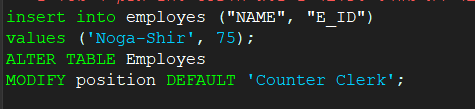 insert into employes ("NAME", "E_ID")
values ('Noga-Shir', 75);
ALTER TABLE Employes
MODIFY position DEFAULT 'Counter Clerk';